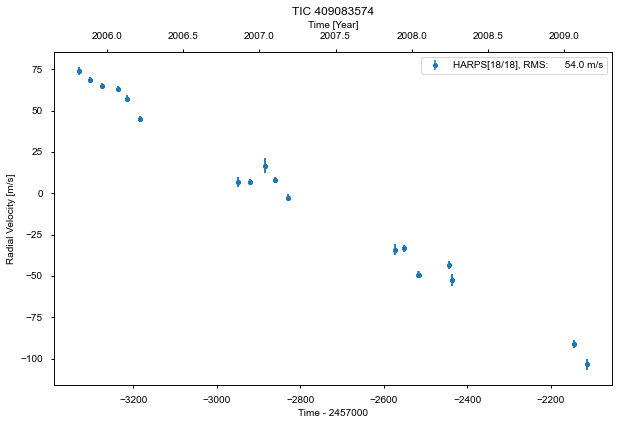 TIC 409083574
Time [Year]
2006.0 2006.5 2007.0 2007.5 2008.0 2008.5 2009.0
HARPS[18/18], RMS: 54.0 m/s
75
50
25
0
−25
−50
−75
−100
Radial Velocity [m/s]
−3200 −3000 −2800 −2600 −2400 −2200
Time - 2457000